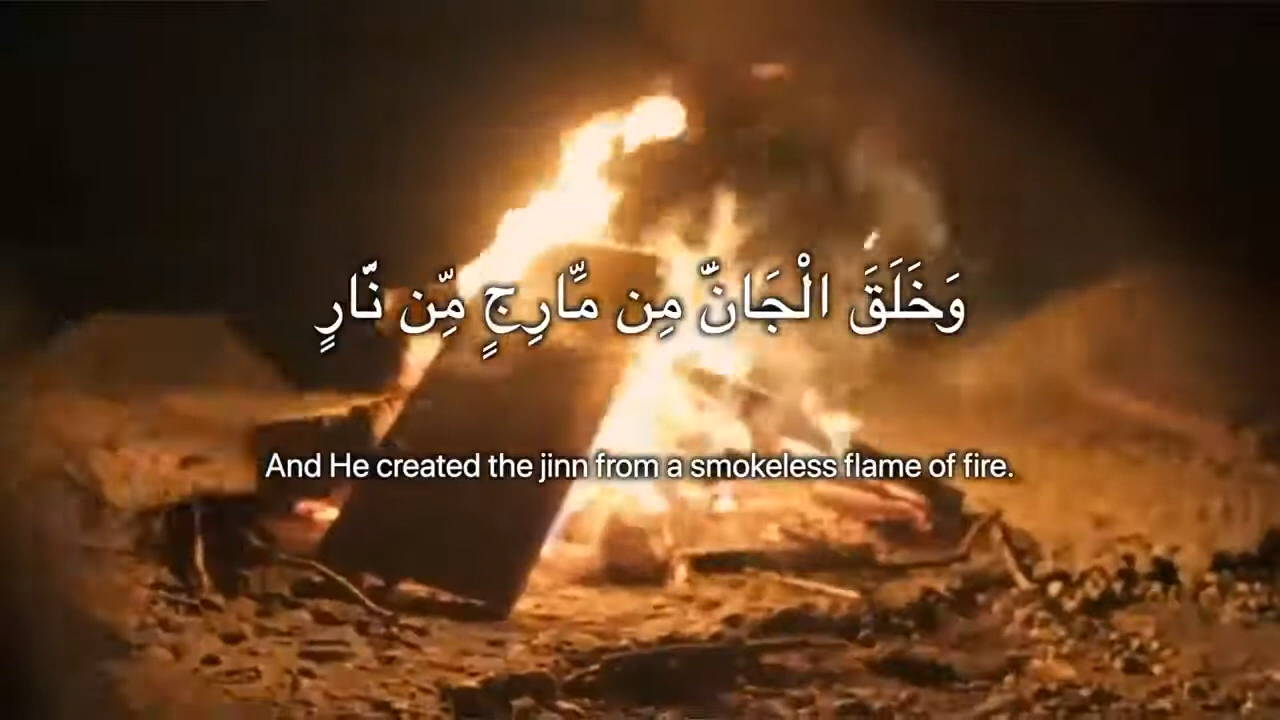 وَخَلَقَ الْجَانَّ مِن مَّارِجٍ مِّن نَّارٍ
And He created the jinn from a smokeless flame of fire.